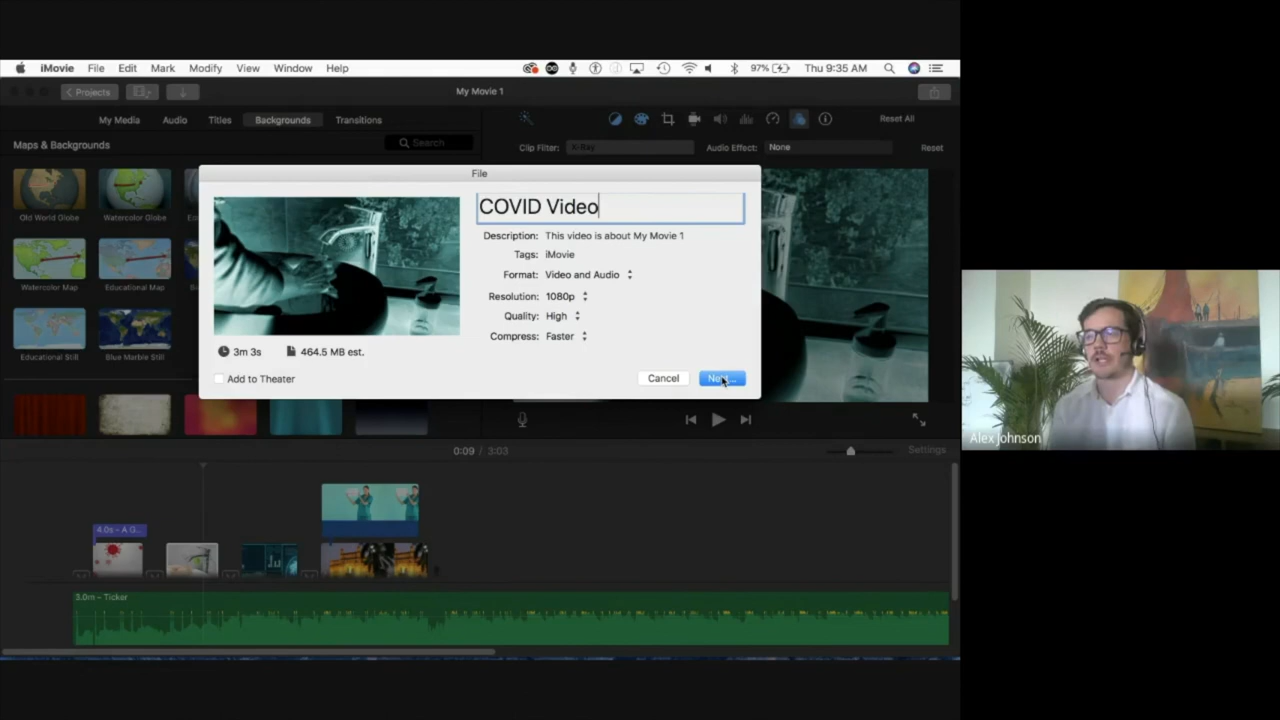 iMovie File Edit Mark Modify View Window Help 97% Thu 9:35 AM
Projects My Movie 1
My Media Audio Titles Backgrounds Transitions Reset All
Maps & Backgrounds Search Clip Filter: X-Ray Audio Effect: None Reset
File
COVID Video
Old World Globe Watercolor Globe
Description: This video is about My Movie 1
Tags: iMovie
Format: Video and Audio
Watercolor Map Educational Map
Resolution: 1080p
Quality: High
Compress: Faster
Educational Still Blue Marble Still
3m 3s 464.5 MB est.
Add to Theater Cancel
0:09 / 3:03 Settings
4.0s – A G...
3.0m – Ticker
Alex Johnson